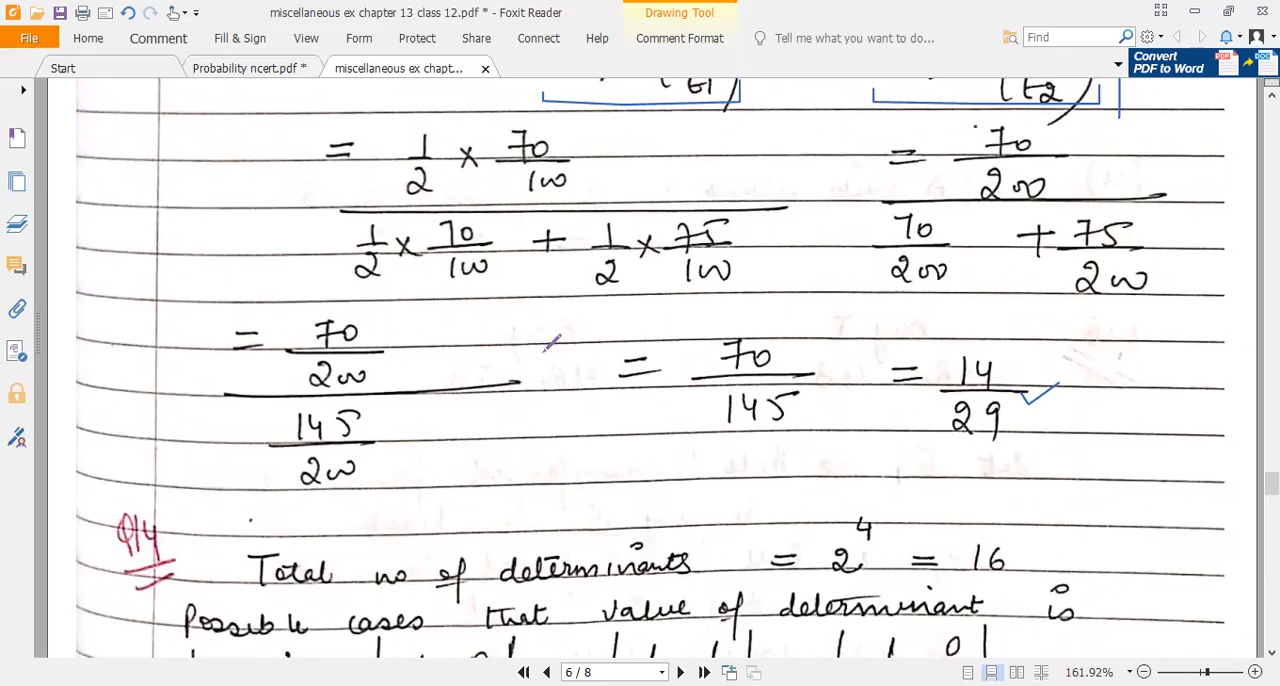 miscellaneous ex chapter 13 class 12.pdf * - Foxit Reader
Drawing Tool
File Home Comment Fill & Sign View Form Protect Share Connect Help Comment Format Tell me what you want to do... Find
Start Probability ncert.pdf * miscellaneous ex chapt... Convert PDF to Word
= 1/2 × 70/100 = 70/200
1/2 × 70/100 + 1/2 × 75/100 70/200 + 75/200
= 70/200 = 70/145 = 14/29
145/200
Q14
Total no of determinants = 2^4 = 16
Possible cases that value of determinant is
6 / 8
161.92%